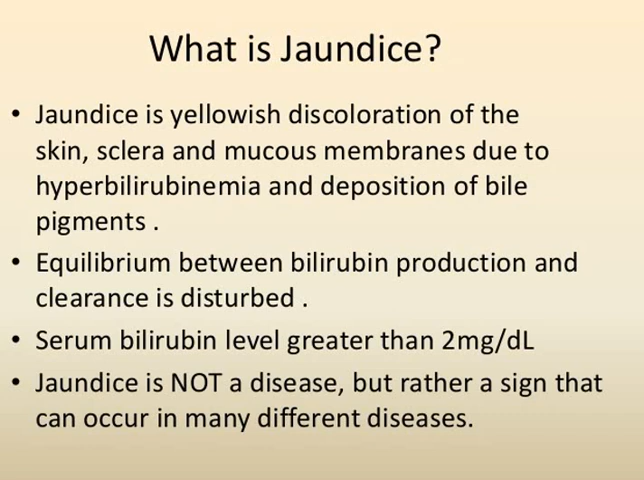 What is Jaundice?
• Jaundice is yellowish discoloration of the
skin, sclera and mucous membranes due to
hyperbilirubinemia and deposition of bile
pigments .
• Equilibrium between bilirubin production and
clearance is disturbed .
• Serum bilirubin level greater than 2mg/dL
• Jaundice is NOT a disease, but rather a sign that
can occur in many different diseases.